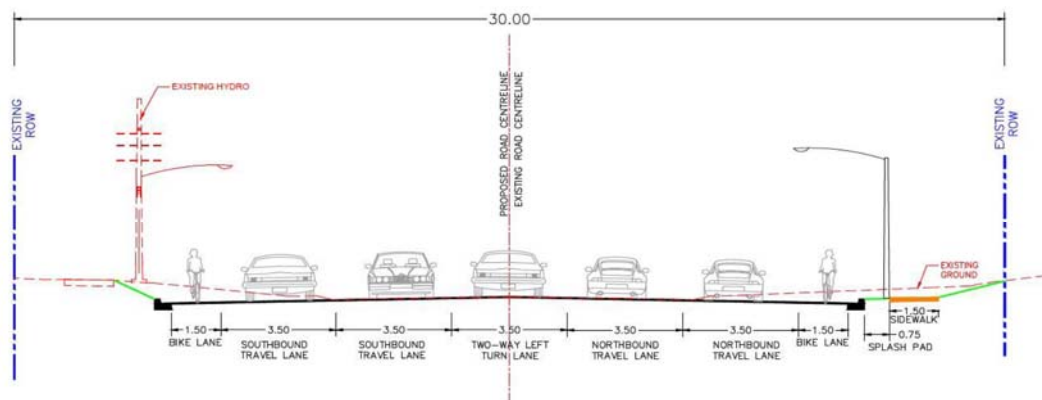 30.00
EXISTING HYDRO
EXISTING
ROW
PROPOSED ROAD CENTRELINE
EXISTING ROAD CENTRELINE
EXISTING
ROW
EXISTING
GROUND
1.50
3.50
3.50
3.50
3.50
3.50
1.50
1.50
BIKE LANE
SOUTHBOUND
TRAVEL LANE
SOUTHBOUND
TRAVEL LANE
TWO-WAY LEFT
TURN LANE
NORTHBOUND
TRAVEL LANE
NORTHBOUND
TRAVEL LANE
BIKE LANE
SIDEWALK
0.75
SPLASH PAD